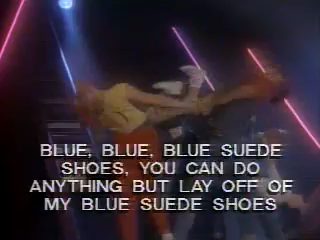 BLUE, BLUE, BLUE SUEDE
SHOES, YOU CAN DO
ANYTHING BUT LAY OFF OF
MY BLUE SUEDE SHOES